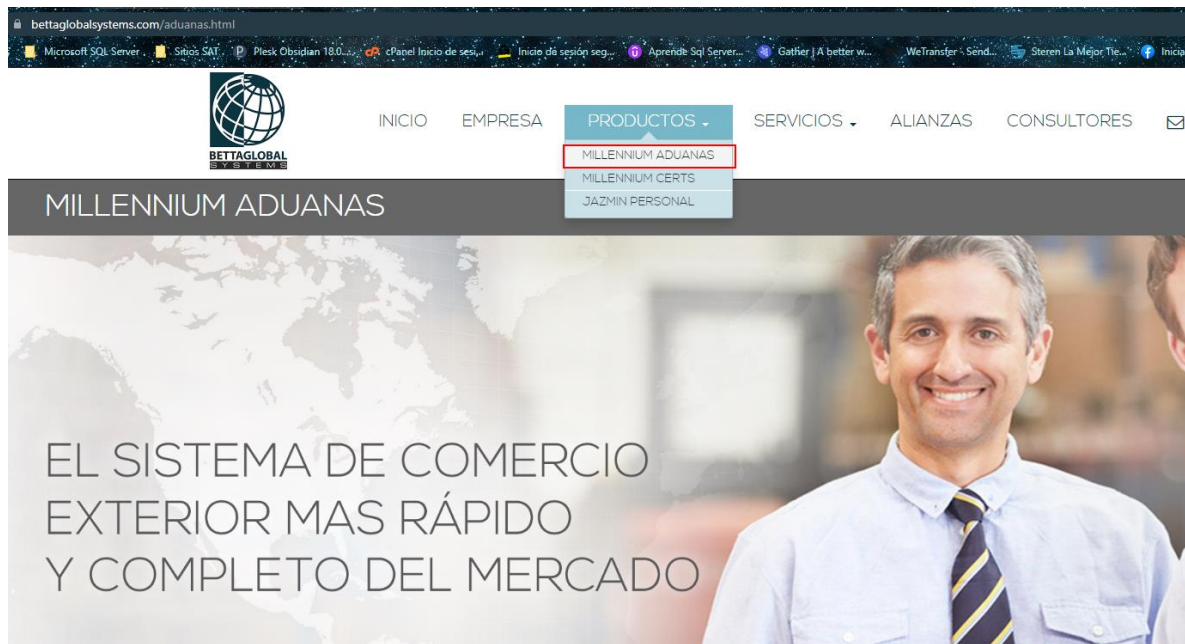 bettaglobalsystems.com/aduanas.html
Microsoft SQL Server Sitios SAT Plesk Obsidian 18.0.... cPanel Inicio de sesi... Inicio de sesión seg... Aprende Sql Server... Gather | A better w... WeTransfer - Send... Steren La Mejor Tie... Inicia
BETTAGLOBAL
SYSTEMS
INICIO EMPRESA PRODUCTOS SERVICIOS ALIANZAS CONSULTORES
MILLENNIUM ADUANAS
MILLENNIUM CERTS
JAZMIN PERSONAL
MILLENNIUM ADUANAS
EL SISTEMA DE COMERCIO
EXTERIOR MAS RÁPIDO
Y COMPLETO DEL MERCADO